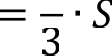 = — · S
3